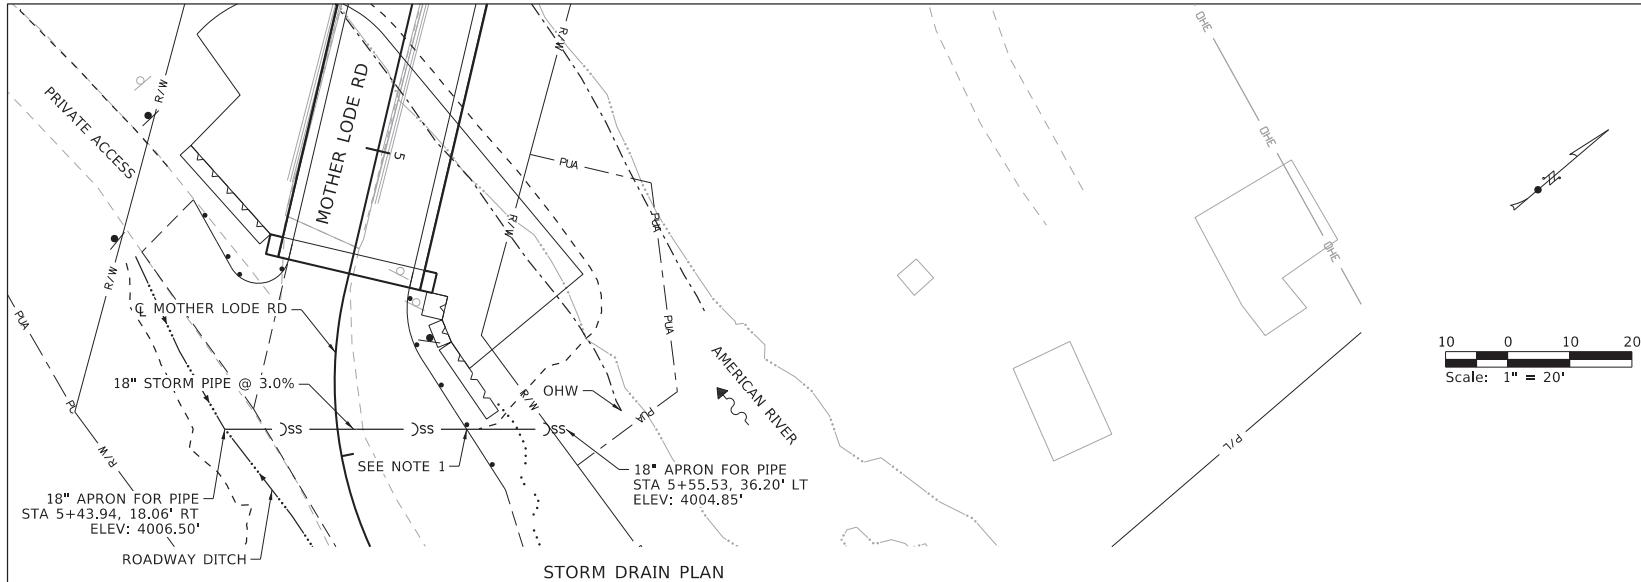 OHE
R/W
R/W
PRIVATE ACCESS
MOTHER LODE RD
5
PUA
OHE
PUA
R/W
R/W
OHE
PUA
PUA
℄ MOTHER LODE RD
AMERICAN RIVER
10 0 10 20
Scale: 1" = 20'
18" STORM PIPE @ 3.0%
OHW
R/W
PUA
SS
SS
SS
P/L
R/W
SEE NOTE 1
18" APRON FOR PIPE
STA 5+55.53, 36.20' LT
ELEV: 4004.85'
18" APRON FOR PIPE
STA 5+43.94, 18.06' RT
ELEV: 4006.50'
ROADWAY DITCH
STORM DRAIN PLAN